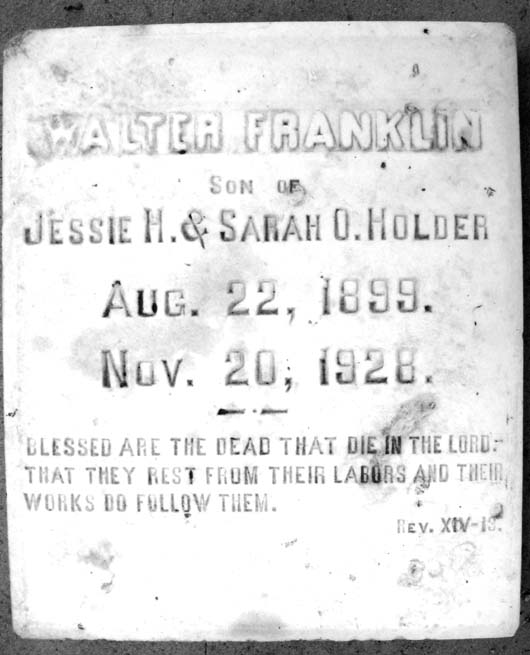 WALTER FRANKLIN
SON OF
JESSIE H. & SARAH O. HOLDER
AUG. 22, 1899.
NOV. 20, 1928.
BLESSED ARE THE DEAD THAT DIE IN THE LORD:-
THAT THEY REST FROM THEIR LABORS AND THEIR
WORKS DO FOLLOW THEM.
REV. XIV-13.